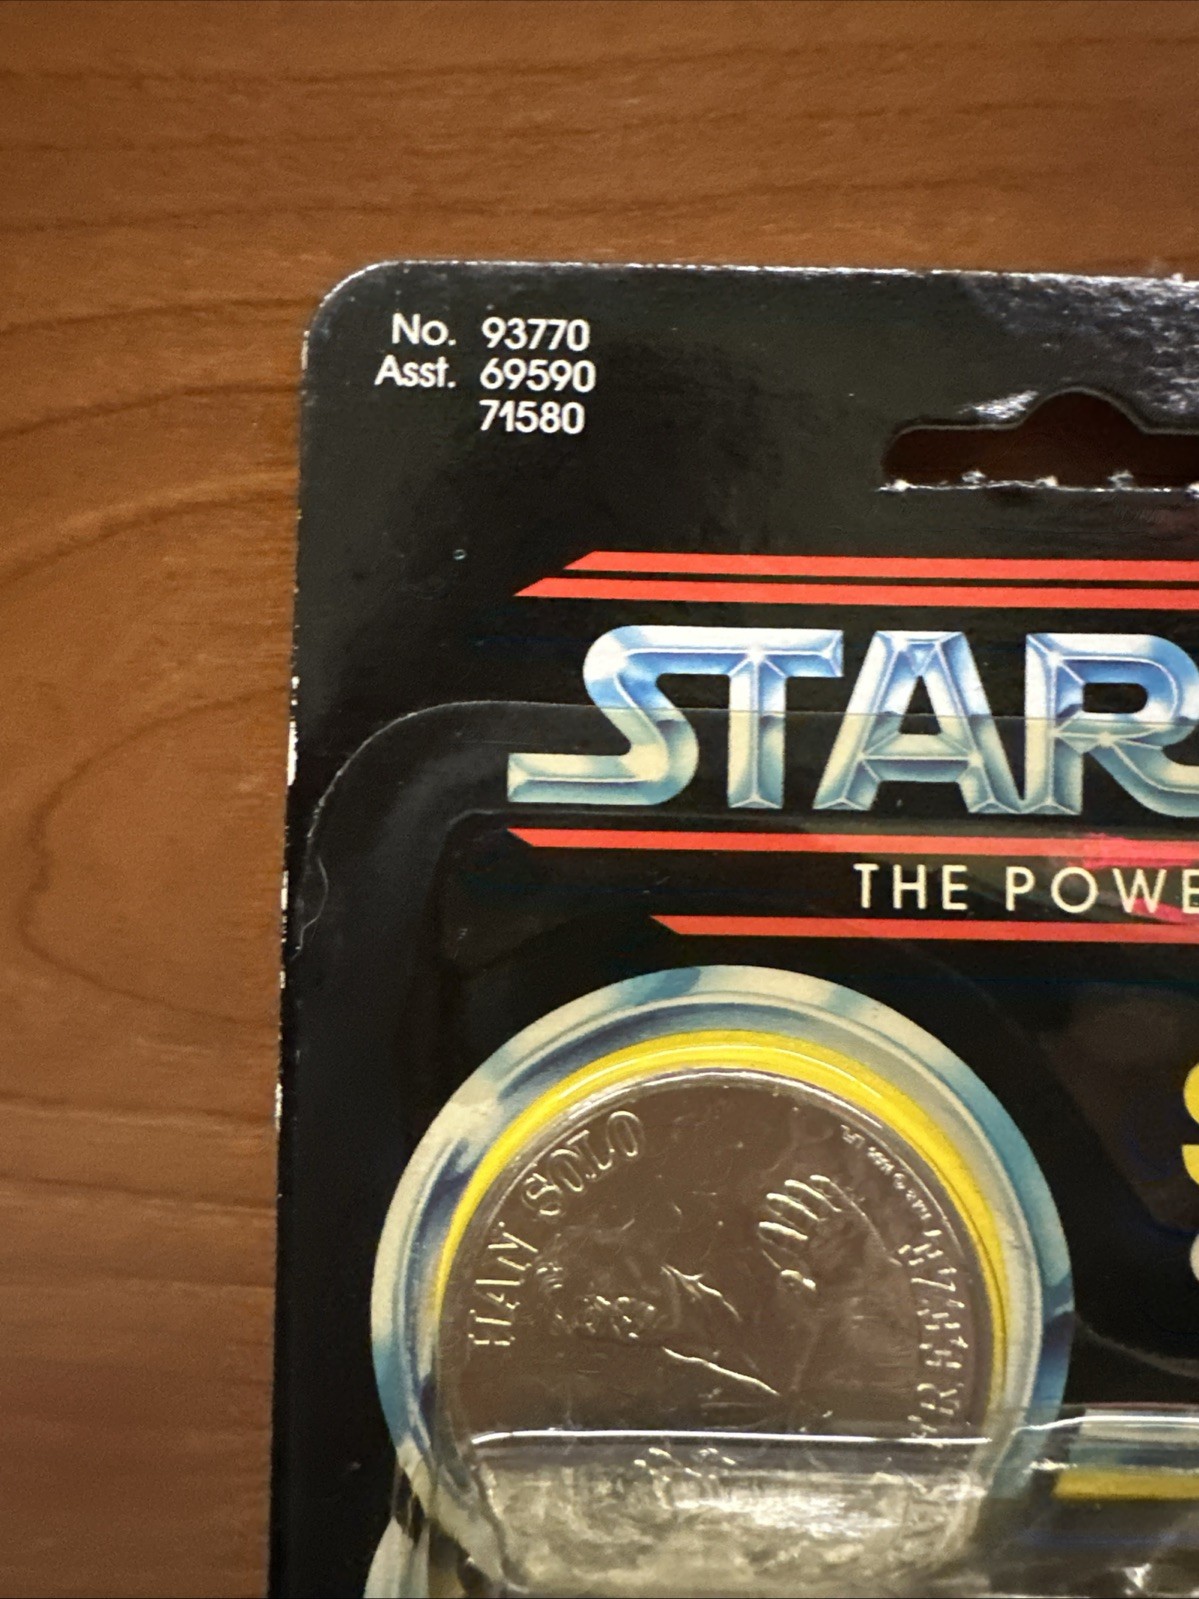 No. 93770
Asst. 69590
71580
STAR
THE POWE
HAN SOLO